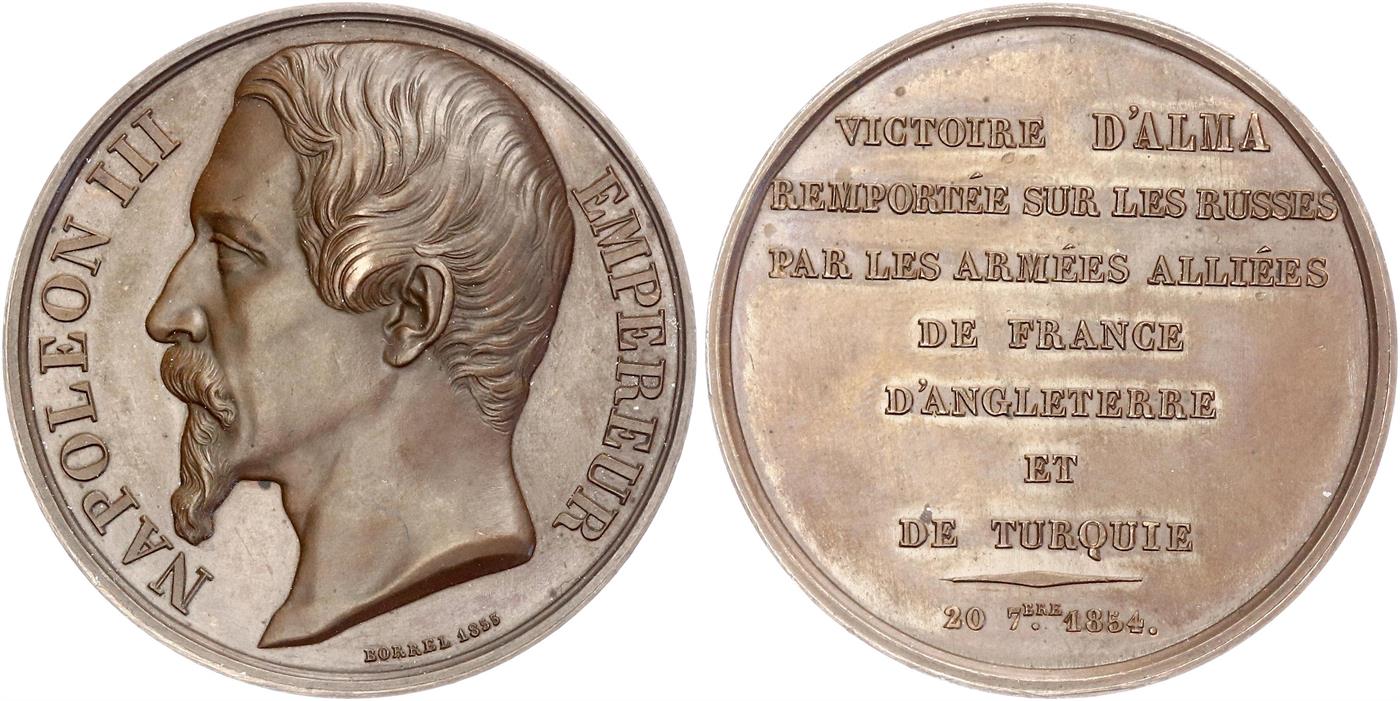 NAPOLEON III
EMPEREUR
BORREL 1853
VICTOIRE D'ALMA
REMPORTÉE SUR LES RUSSES
PAR LES ARMÉES ALLIÉES
DE FRANCE
D'ANGLETERRE
ET
DE TURQUIE
20 7.BRE 1854.